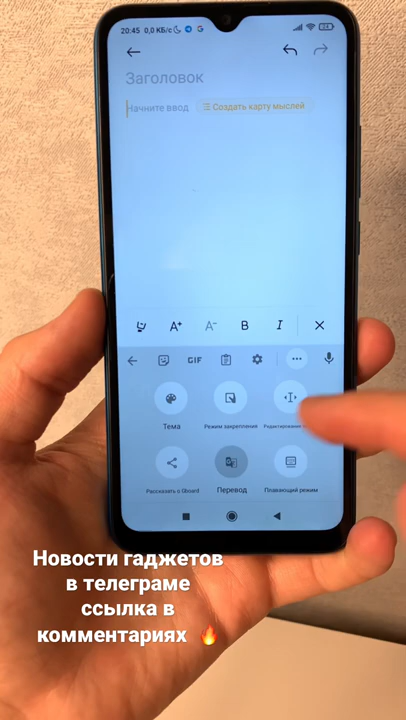 20:45 0,0 КБ/с
Заголовок
Начните ввод Создать карту мыслей
A+ A- B I
GIF
Тема Режим закрепления Редактирование
Рассказать о Gboard Перевод Плавающий режим
Новости гаджетов
в телеграме
ссылка в
комментариях 🔥